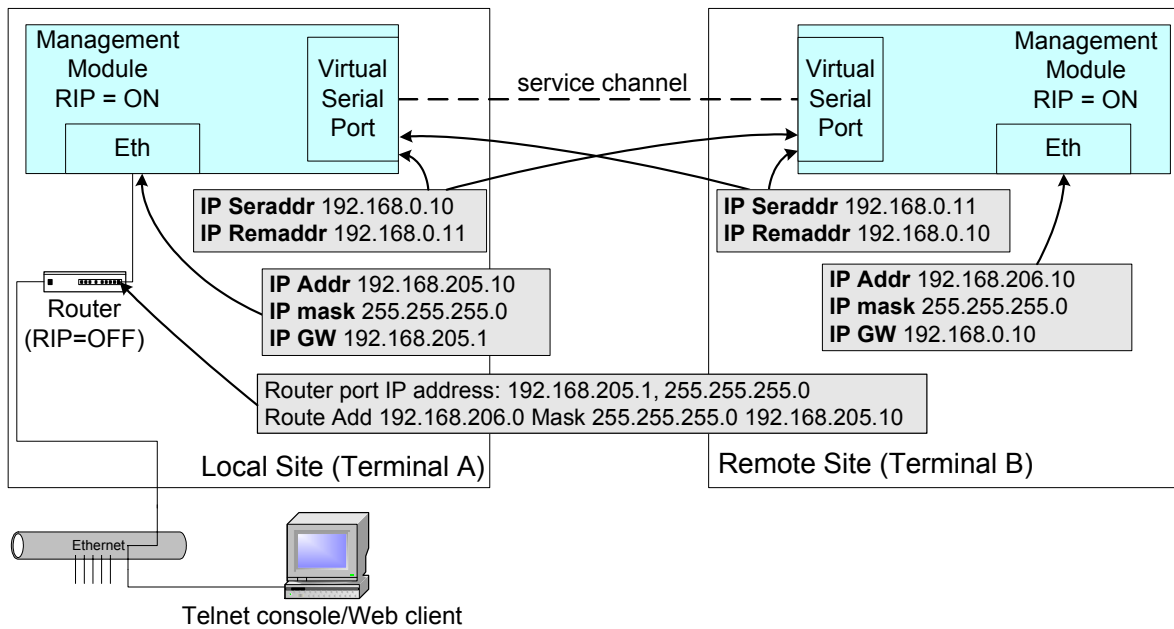 Management
Module
RIP = ON
Virtual
Serial
Port
Eth
service channel
Virtual
Serial
Port
Management
Module
RIP = ON
Eth
IP Seraddr 192.168.0.10
IP Remaddr 192.168.0.11
IP Seraddr 192.168.0.11
IP Remaddr 192.168.0.10
IP Addr 192.168.205.10
IP mask 255.255.255.0
IP GW 192.168.205.1
IP Addr 192.168.206.10
IP mask 255.255.255.0
IP GW 192.168.0.10
Router
(RIP=OFF)
Router port IP address: 192.168.205.1, 255.255.255.0
Route Add 192.168.206.0 Mask 255.255.255.0 192.168.205.10
Local Site (Terminal A)
Remote Site (Terminal B)
Ethernet
Telnet console/Web client